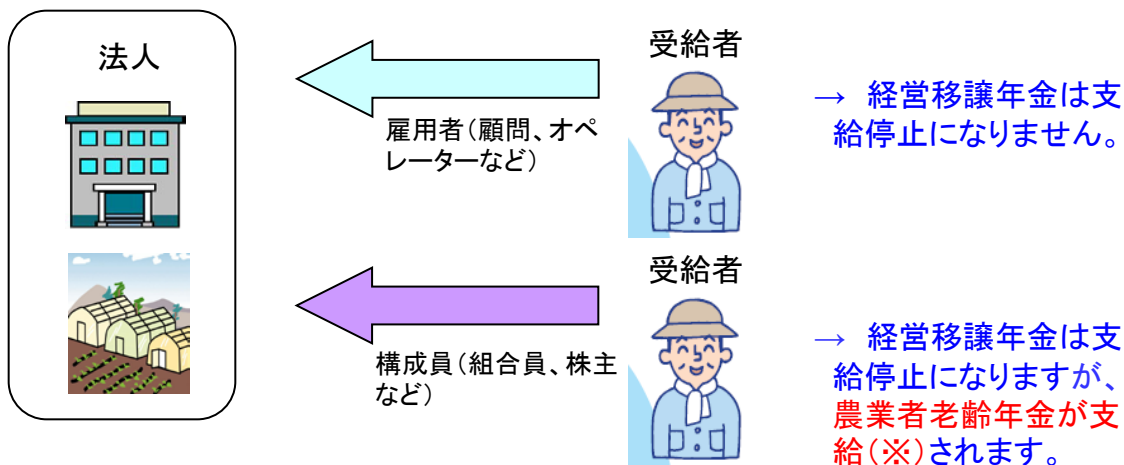 法人
受給者
雇用者（顧問、オペ
レーターなど）
→ 経営移譲年金は支
給停止になりません。
受給者
構成員（組合員、株主
など）
→ 経営移譲年金は支
給停止になりますが、
農業者老齢年金が支
給（※）されます。